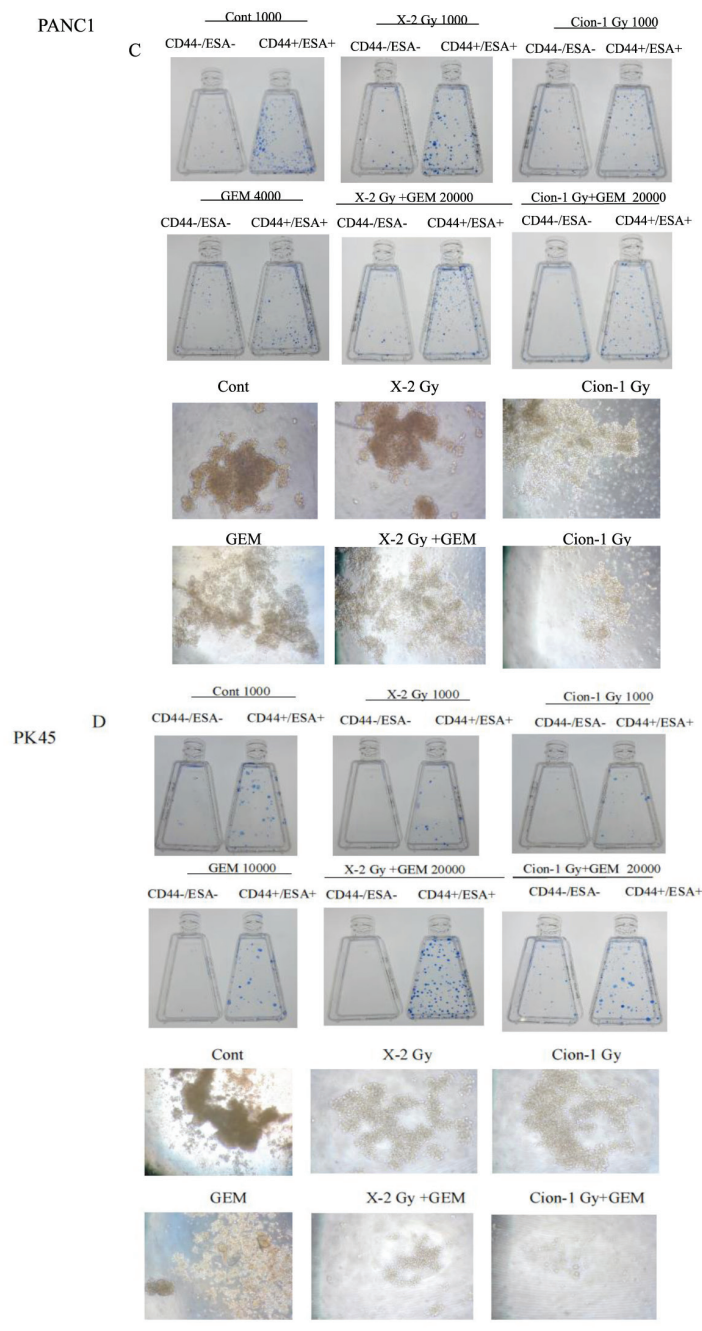 PANC1
C
Cont 1000 X-2 Gy 1000 Cion-1 Gy 1000
CD44-/ESA- CD44+/ESA+ CD44-/ESA- CD44+/ESA+ CD44-/ESA- CD44+/ESA+
GEM 4000 X-2 Gy +GEM 20000 Cion-1 Gy+GEM 20000
CD44-/ESA- CD44+/ESA+ CD44-/ESA- CD44+/ESA+ CD44-/ESA- CD44+/ESA+
Cont X-2 Gy Cion-1 Gy
GEM X-2 Gy +GEM Cion-1 Gy
PK45
D
Cont 1000 X-2 Gy 1000 Cion-1 Gy 1000
CD44-/ESA- CD44+/ESA+ CD44-/ESA- CD44+/ESA+ CD44-/ESA- CD44+/ESA+
GEM 10000 X-2 Gy +GEM 20000 Cion-1 Gy+GEM 20000
CD44-/ESA- CD44+/ESA+ CD44-/ESA- CD44+/ESA+ CD44-/ESA- CD44+/ESA+
Cont X-2 Gy Cion-1 Gy
GEM X-2 Gy +GEM Cion-1 Gy+GEM